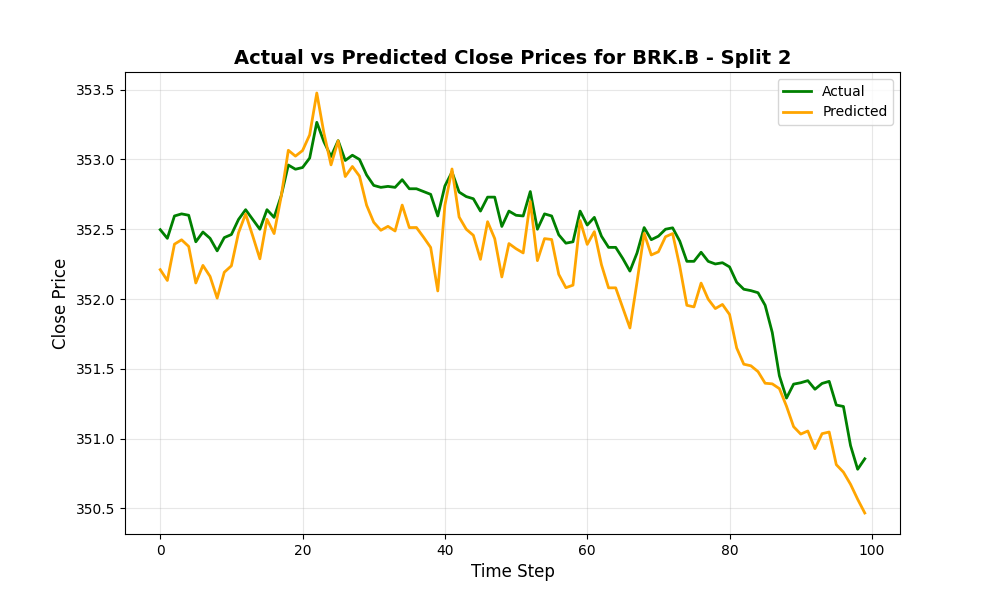 Actual vs Predicted Close Prices for BRK.B - Split 2
Actual
Predicted
Close Price
353.5
353.0
352.5
352.0
351.5
351.0
350.5
0 20 40 60 80 100
Time Step